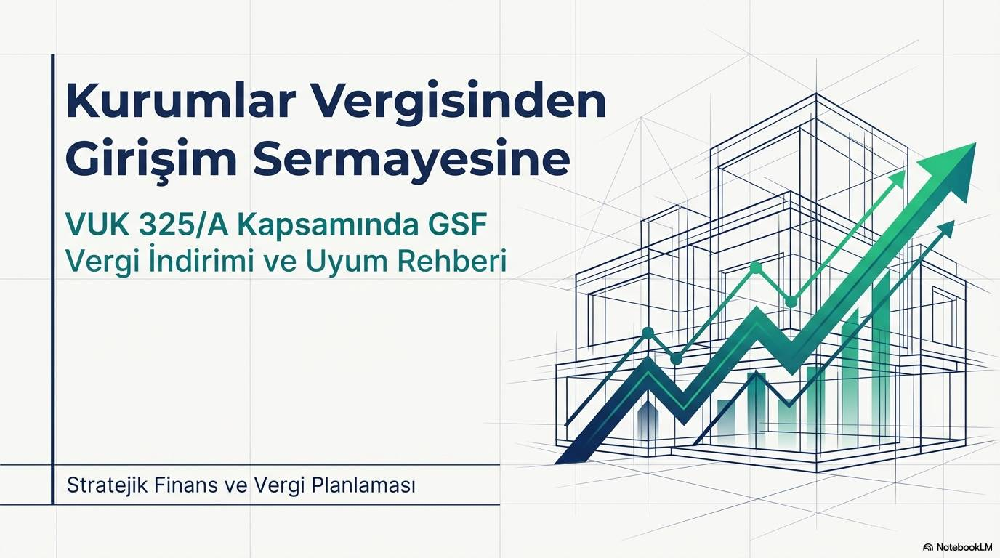 Kurumlar Vergisinden
Girişim Sermayesine
VUK 325/A Kapsamında GSF
Vergi İndirimi ve Uyum Rehberi
Stratejik Finans ve Vergi Planlaması
NotebookLM